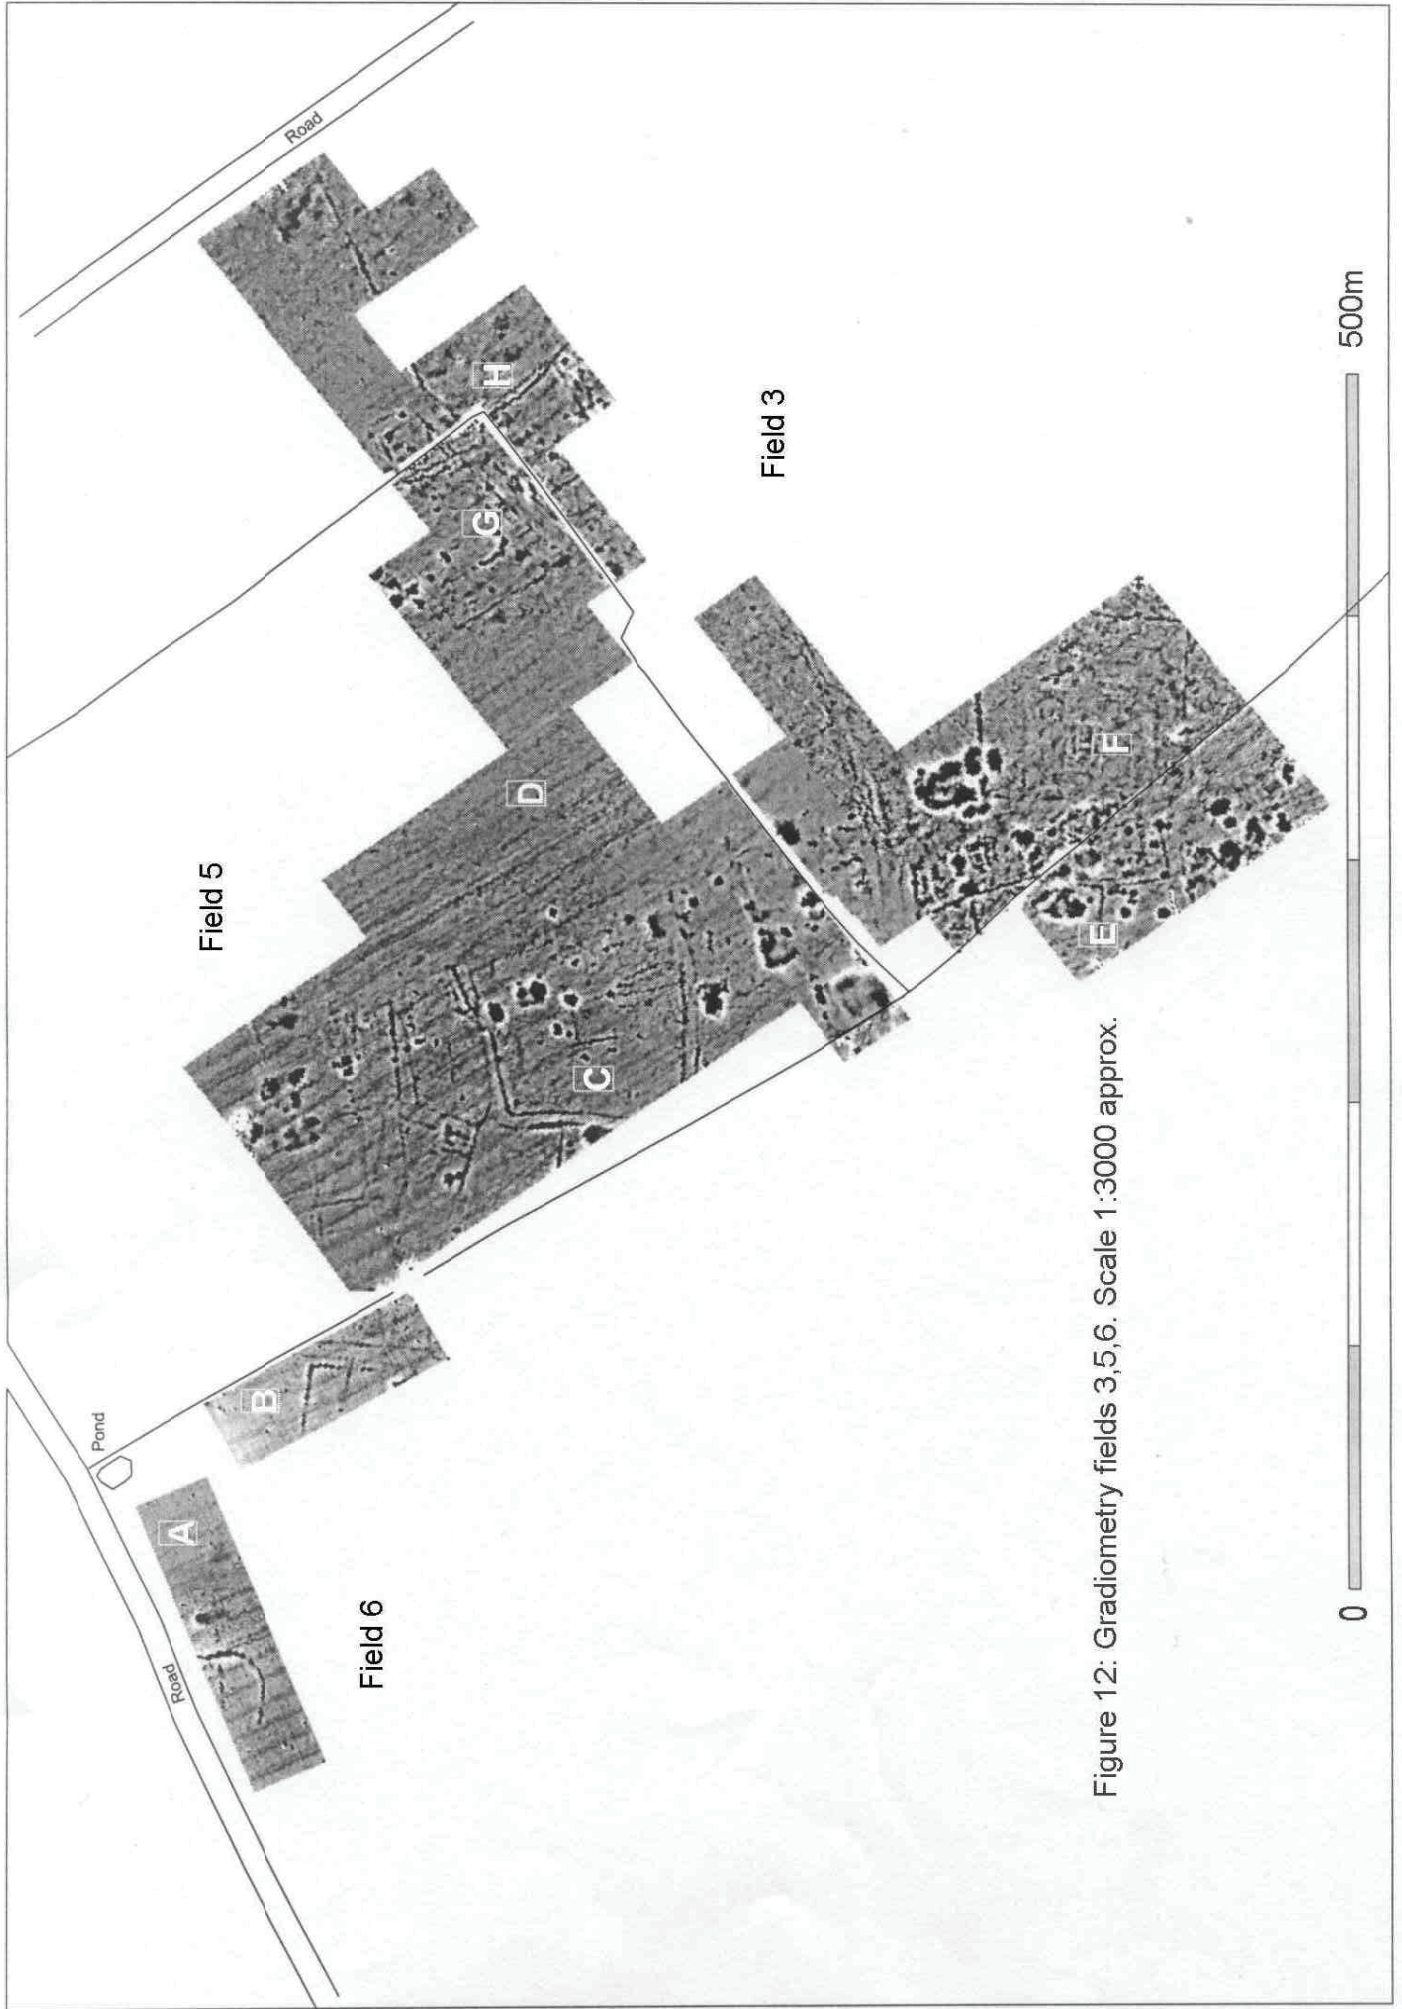 Road
Pond
Road
A
B
C
D
E
F
G
H
Field 5
Field 6
Field 3
Figure 12: Gradiometry fields 3,5,6. Scale 1:3000 approx.
0
500m